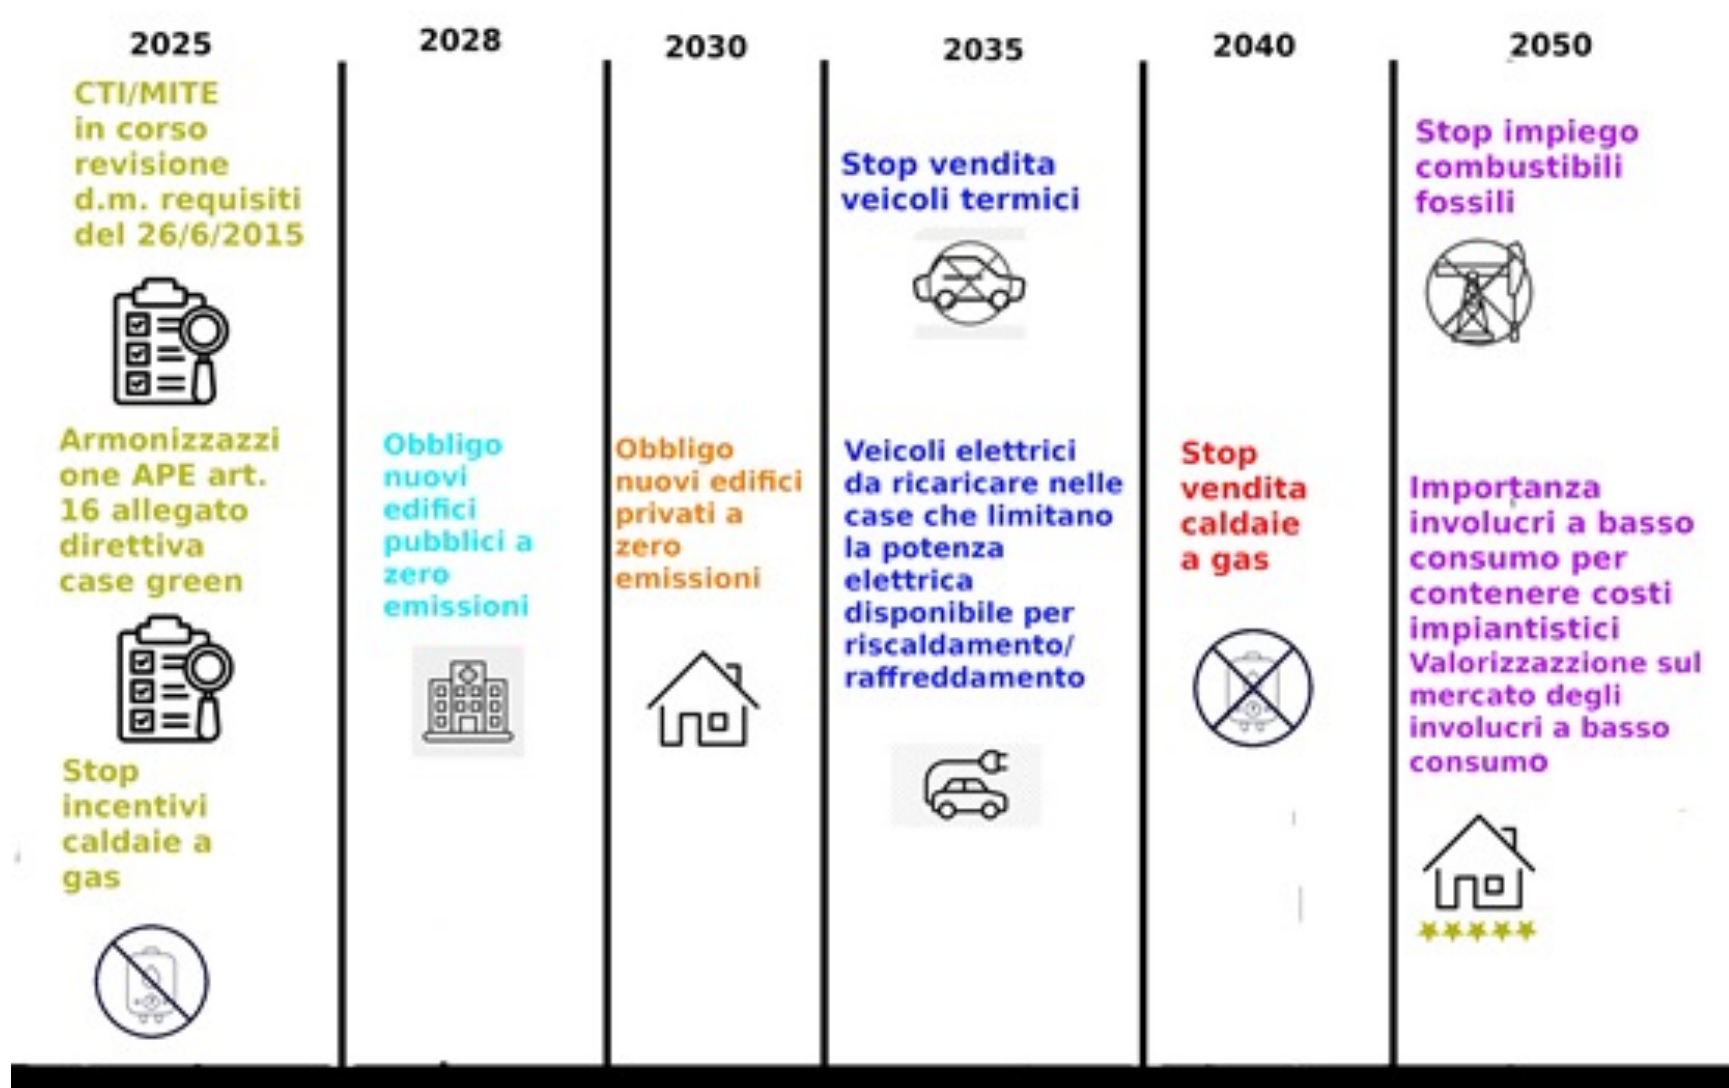 2025
CTI/MITE
in corso
revisione
d.m. requisiti
del 26/6/2015
Armonizzazzi
one APE art.
16 allegato
direttiva
case green
Stop
incentivi
caldaie a
gas
2028
Obbligo
nuovi
edifici
pubblici a
zero
emissioni
2030
Obbligo
nuovi edifici
privati a
zero
emissioni
2035
Stop vendita
veicoli termici
Veicoli elettrici
da ricaricare nelle
case che limitano
la potenza
elettrica
disponibile per
riscaldamento/
raffreddamento
2040
Stop
vendita
caldaie
a gas
2050
Stop impiego
combustibili
fossili
Importanza
involucri a basso
consumo per
contenere costi
impiantistici
Valorizzazzione sul
mercato degli
involucri a basso
consumo